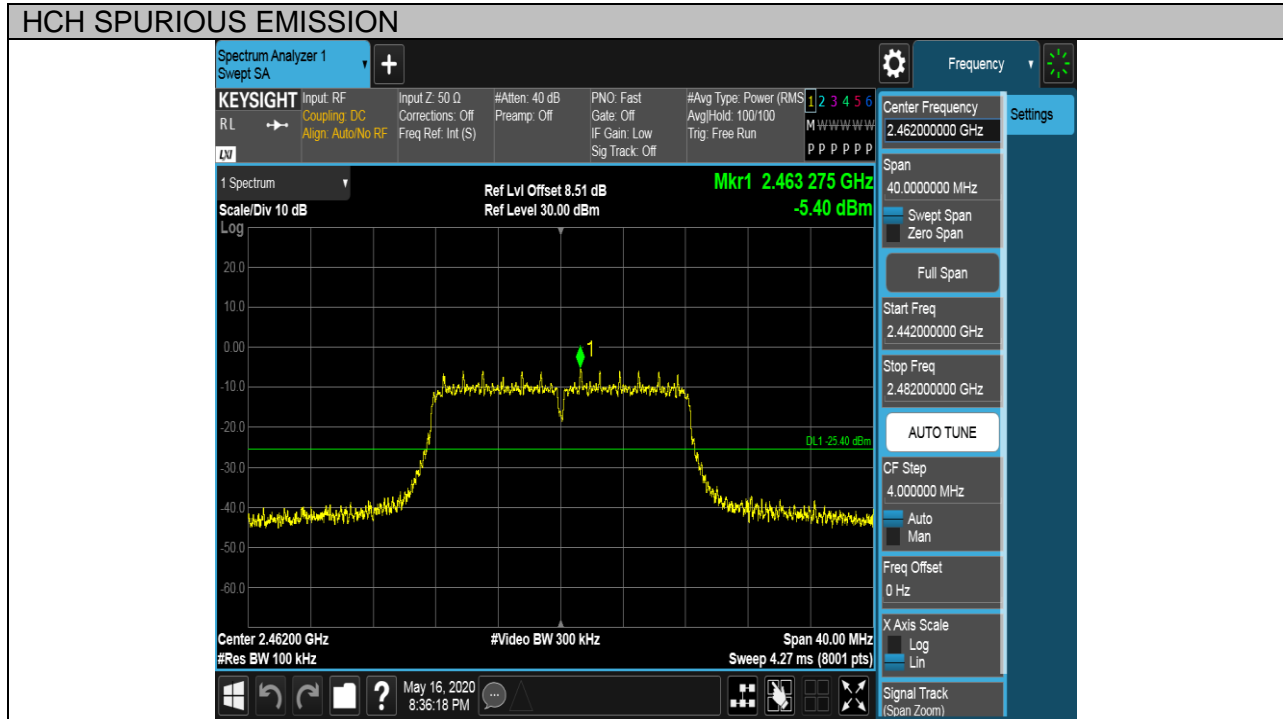 HCH SPURIOUS EMISSION
Spectrum Analyzer 1
Swept SA
+
Frequency
KEYSIGHT
RL
LXI
Input: RF
Coupling: DC
Align: Auto/No RF
Input Z: 50 Ω
Corrections: Off
Freq Ref: Int (S)
#Atten: 40 dB
Preamp: Off
PNO: Fast
Gate: Off
IF Gain: Low
Sig Track: Off
#Avg Type: Power (RMS
Avg|Hold: 100/100
Trig: Free Run
1 2 3 4 5 6
M W W W W W
P P P P P P
1 Spectrum
Scale/Div 10 dB
Ref Lvl Offset 8.51 dB
Ref Level 30.00 dBm
Mkr1 2.463 275 GHz
-5.40 dBm
Log
20.0
10.0
0.00
-10.0
-20.0
-30.0
-40.0
-50.0
-60.0
1
DL1 -25.40 dBm
Center 2.46200 GHz
#Video BW 300 kHz
Span 40.00 MHz
#Res BW 100 kHz
Sweep 4.27 ms (8001 pts)
?
May 16, 2020
8:36:18 PM
Center Frequency
2.462000000 GHz
Settings
Span
40.0000000 MHz
Swept Span
Zero Span
Full Span
Start Freq
2.442000000 GHz
Stop Freq
2.482000000 GHz
AUTO TUNE
CF Step
4.000000 MHz
Auto
Man
Freq Offset
0 Hz
X Axis Scale
Log
Lin
Signal Track
(Span Zoom)